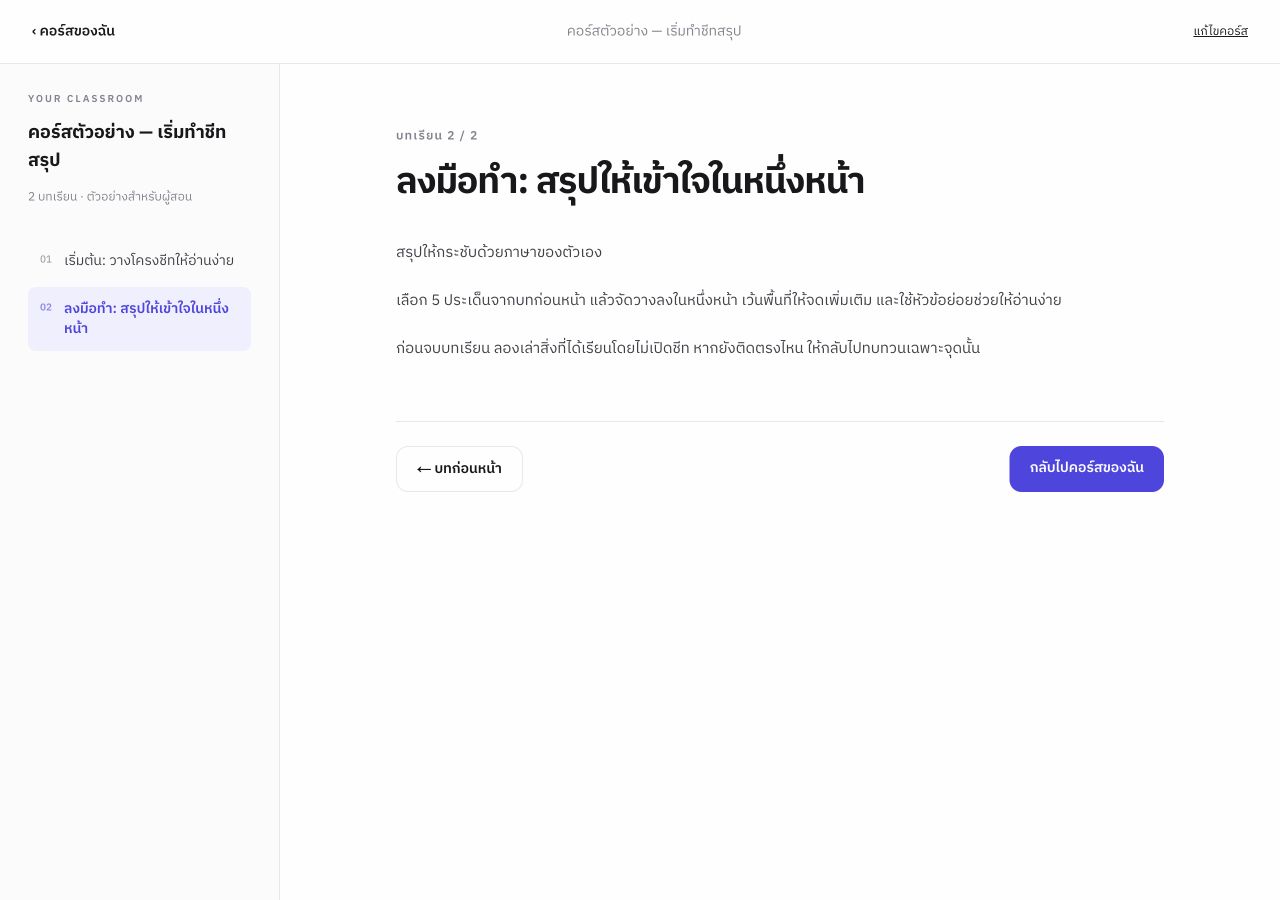 ‹ คอร์สของฉัน
คอร์สตัวอย่าง — เริ่มทำชีทสรุป
แก้ไขคอร์ส
YOUR CLASSROOM
คอร์สตัวอย่าง — เริ่มทำชีท
สรุป
2 บทเรียน · ตัวอย่างสำหรับผู้สอน
01 เริ่มต้น: วางโครงชีทให้อ่านง่าย
02 ลงมือทำ: สรุปให้เข้าใจในหนึ่ง
หน้า
บทเรียน 2 / 2
ลงมือทำ: สรุปให้เข้าใจในหนึ่งหน้า
สรุปให้กระชับด้วยภาษาของตัวเอง
เลือก 5 ประเด็นจากบทก่อนหน้า แล้วจัดวางลงในหนึ่งหน้า เว้นพื้นที่ให้จดเพิ่มเติม และใช้หัวข้อย่อยช่วยให้อ่านง่าย
ก่อนจบบทเรียน ลองเล่าสิ่งที่ได้เรียนโดยไม่เปิดชีท หากยังติดตรงไหน ให้กลับไปทบทวนเฉพาะจุดนั้น
← บทก่อนหน้า
กลับไปคอร์สของฉัน